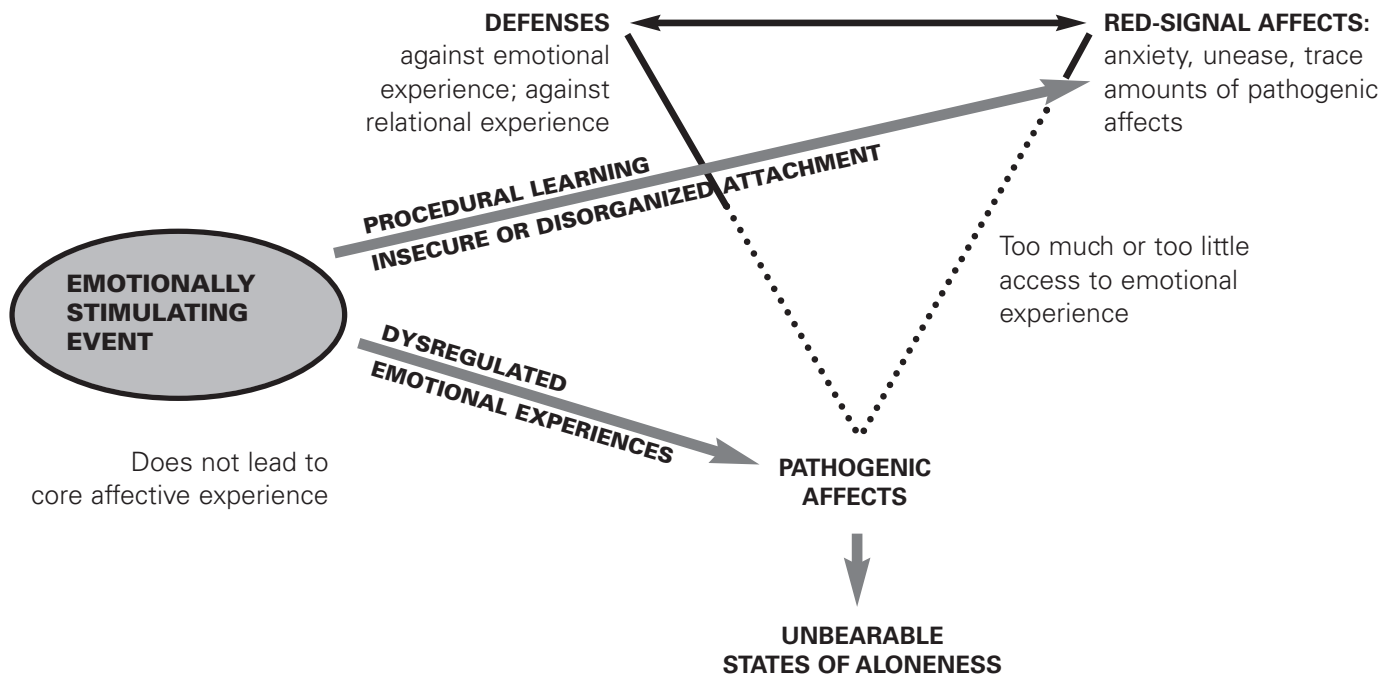 DEFENSES
against emotional
experience; against
relational experience
RED-SIGNAL AFFECTS:
anxiety, unease, trace
amounts of pathogenic
affects
PROCEDURAL LEARNING
INSECURE OR DISORGANIZED ATTACHMENT
Too much or too little
access to emotional
experience
EMOTIONALLY
STIMULATING
EVENT
DYSREGULATED
EMOTIONAL EXPERIENCES
Does not lead to
core affective experience
PATHOGENIC
AFFECTS
UNBEARABLE
STATES OF ALONENESS